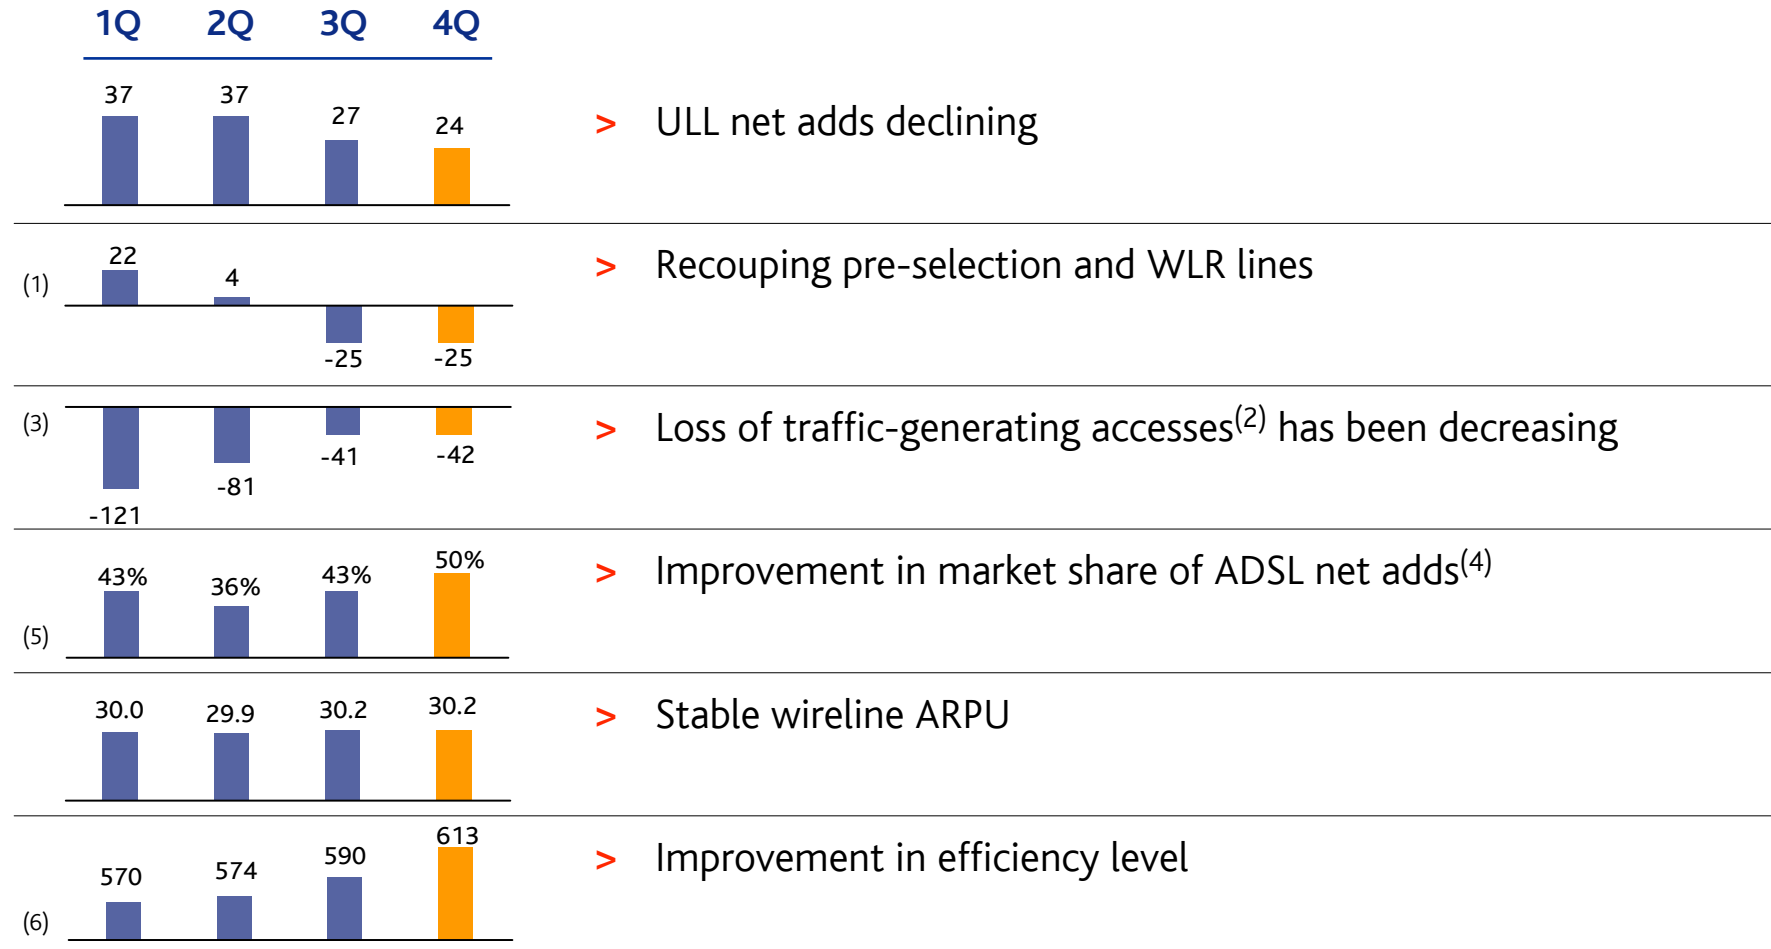 1Q 2Q 3Q 4Q
37 37 27 24
> ULL net adds declining
(1) 22 4 -25 -25
> Recouping pre-selection and WLR lines
(3) -121 -81 -41 -42
> Loss of traffic-generating accesses(2) has been decreasing
(5) 43% 36% 43% 50%
> Improvement in market share of ADSL net adds(4)
30.0 29.9 30.2 30.2
> Stable wireline ARPU
(6) 570 574 590 613
> Improvement in efficiency level